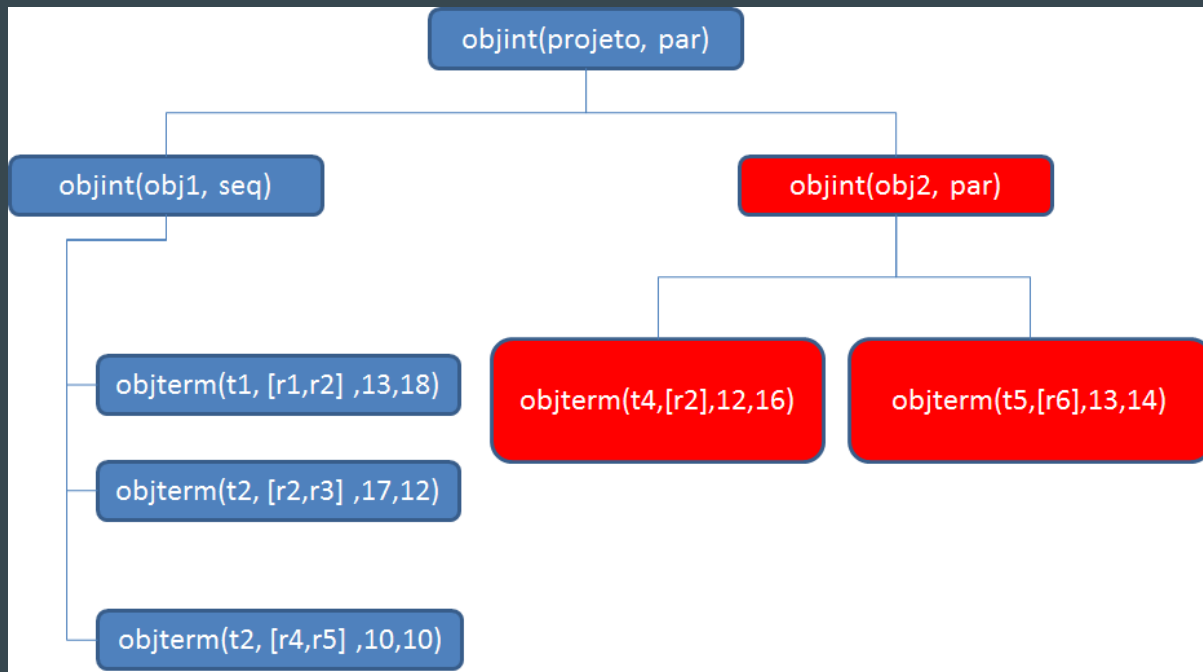 objint(projeto, par)
objint(obj1, seq)
objint(obj2, par)
objterm(t1, [r1,r2] ,13,18)
objterm(t2, [r2,r3] ,17,12)
objterm(t2, [r4,r5] ,10,10)
objterm(t4,[r2],12,16)
objterm(t5,[r6],13,14)